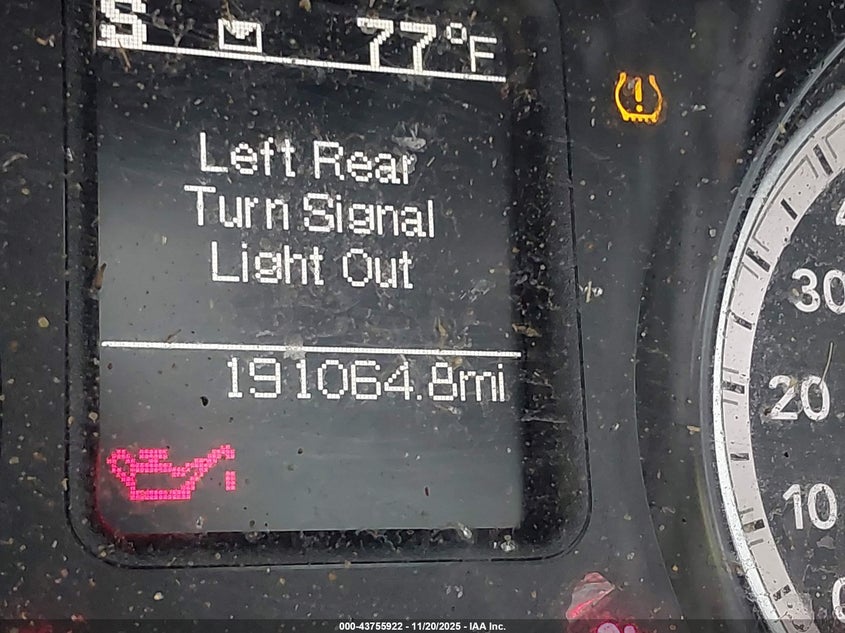 S 77°F
Left Rear
Turn Signal
Light Out
191064.8mi
30
20
10
000-43755922 - 11/20/2025 - IAA Inc.